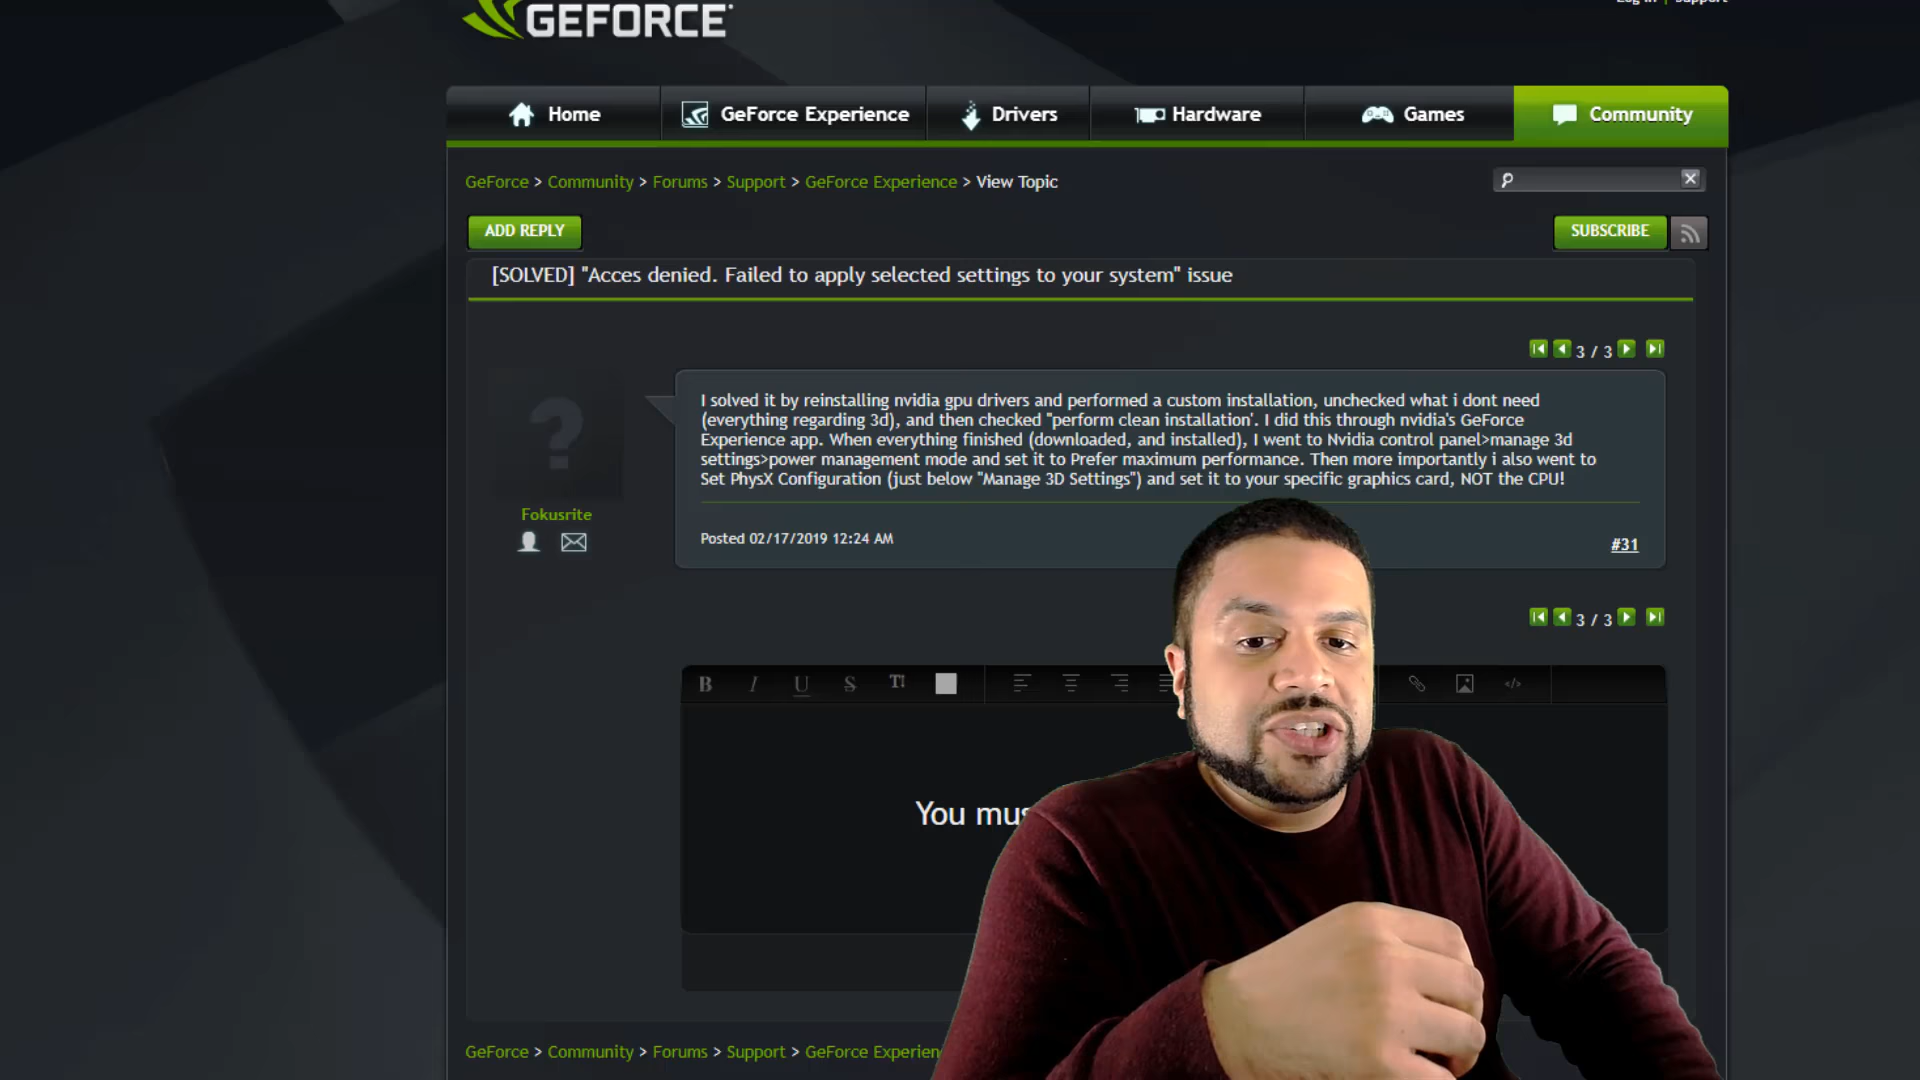 GEFORCE
Home
GeForce Experience
Drivers
Hardware
Games
Community
GeForce > Community > Forums > Support > GeForce Experience > View Topic
ADD REPLY
SUBSCRIBE
[SOLVED] "Acces denied. Failed to apply selected settings to your system" issue
3 / 3
I solved it by reinstalling nvidia gpu drivers and performed a custom installation, unchecked what i dont need
(everything regarding 3d), and then checked "perform clean installation'. I did this through nvidia's GeForce
Experience app. When everything finished (downloaded, and installed), I went to Nvidia control panel>manage 3d
settings>power management mode and set it to Prefer maximum performance. Then more importantly i also went to
Set PhysX Configuration (just below "Manage 3D Settings") and set it to your specific graphics card, NOT the CPU!
Fokusrite
Posted 02/17/2019 12:24 AM
#31
3 / 3
B I U S T
You
GeForce > Community > Forums > Support > GeForce